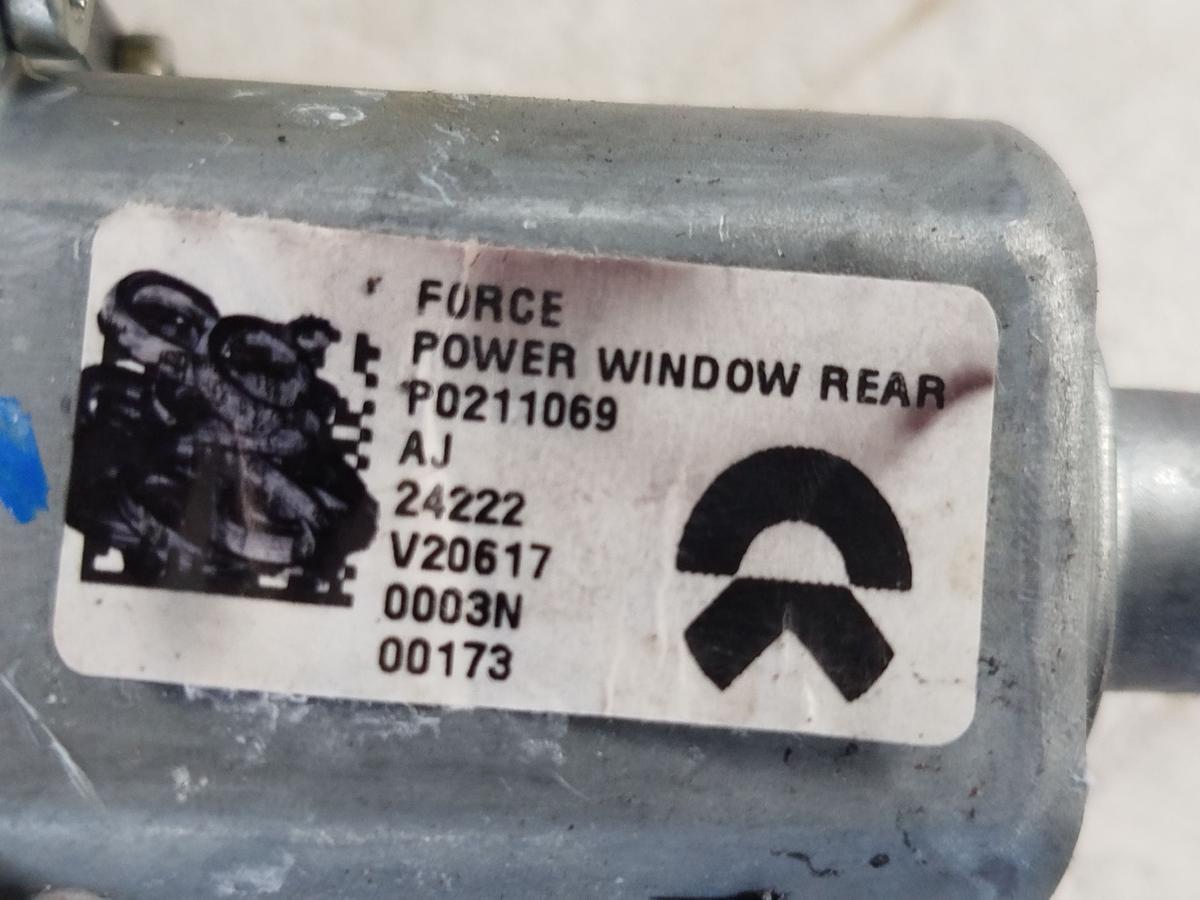 FORCE
POWER WINDOW REAR
P0211069
AJ
24222
V20617
0003N
00173